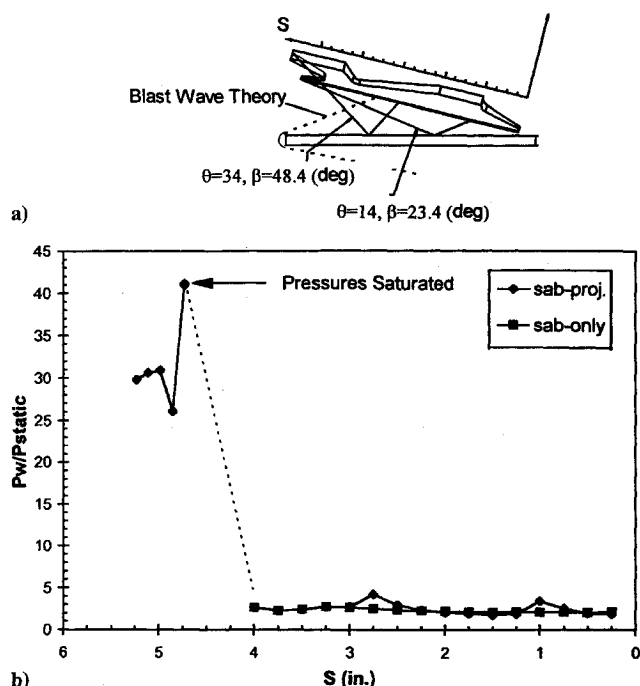 S
Blast Wave Theory
θ=34, β=48.4 (deg)
θ=14, β=23.4 (deg)
a)
45
40
35
30
25
20
15
10
5
0
Pw/Pstatic
Pressures Saturated
sab-proj.
sab-only
6 5 4 3 2 1 0
S (in.)
b)